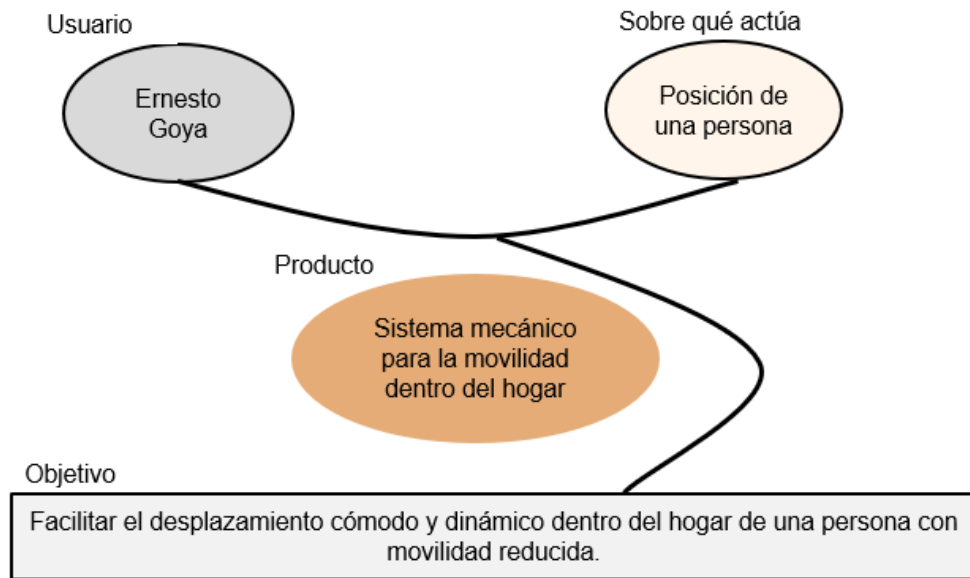 Usuario
Sobre qué actúa
Ernesto
Goya
Posición de
una persona
Producto
Sistema mecánico
para la movilidad
dentro del hogar
Objetivo
Facilitar el desplazamiento cómodo y dinámico dentro del hogar de una persona con
movilidad reducida.